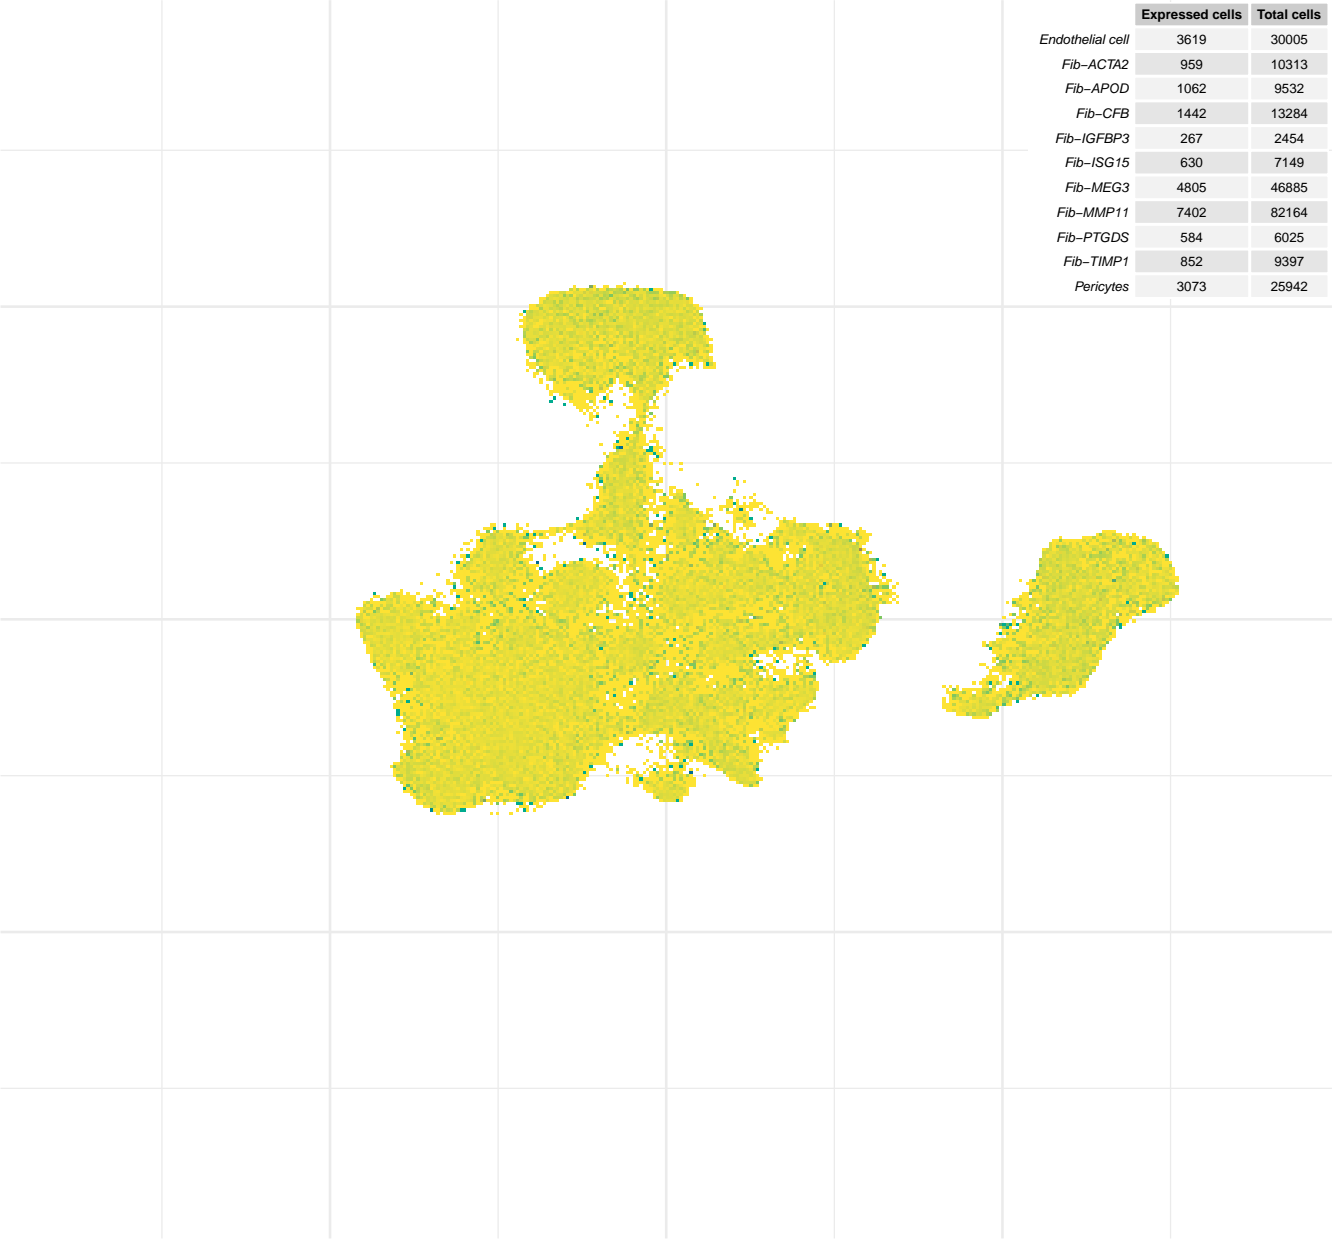 Expressed cells Total cells
Endothelial cell 3619 30005
Fib−ACTA2 959 10313
Fib−APOD 1062 9532
Fib−CFB 1442 13284
Fib−IGFBP3 267 2454
Fib−ISG15 630 7149
Fib−MEG3 4805 46885
Fib−MMP11 7402 82164
Fib−PTGDS 584 6025
Fib−TIMP1 852 9397
Pericytes 3073 25942